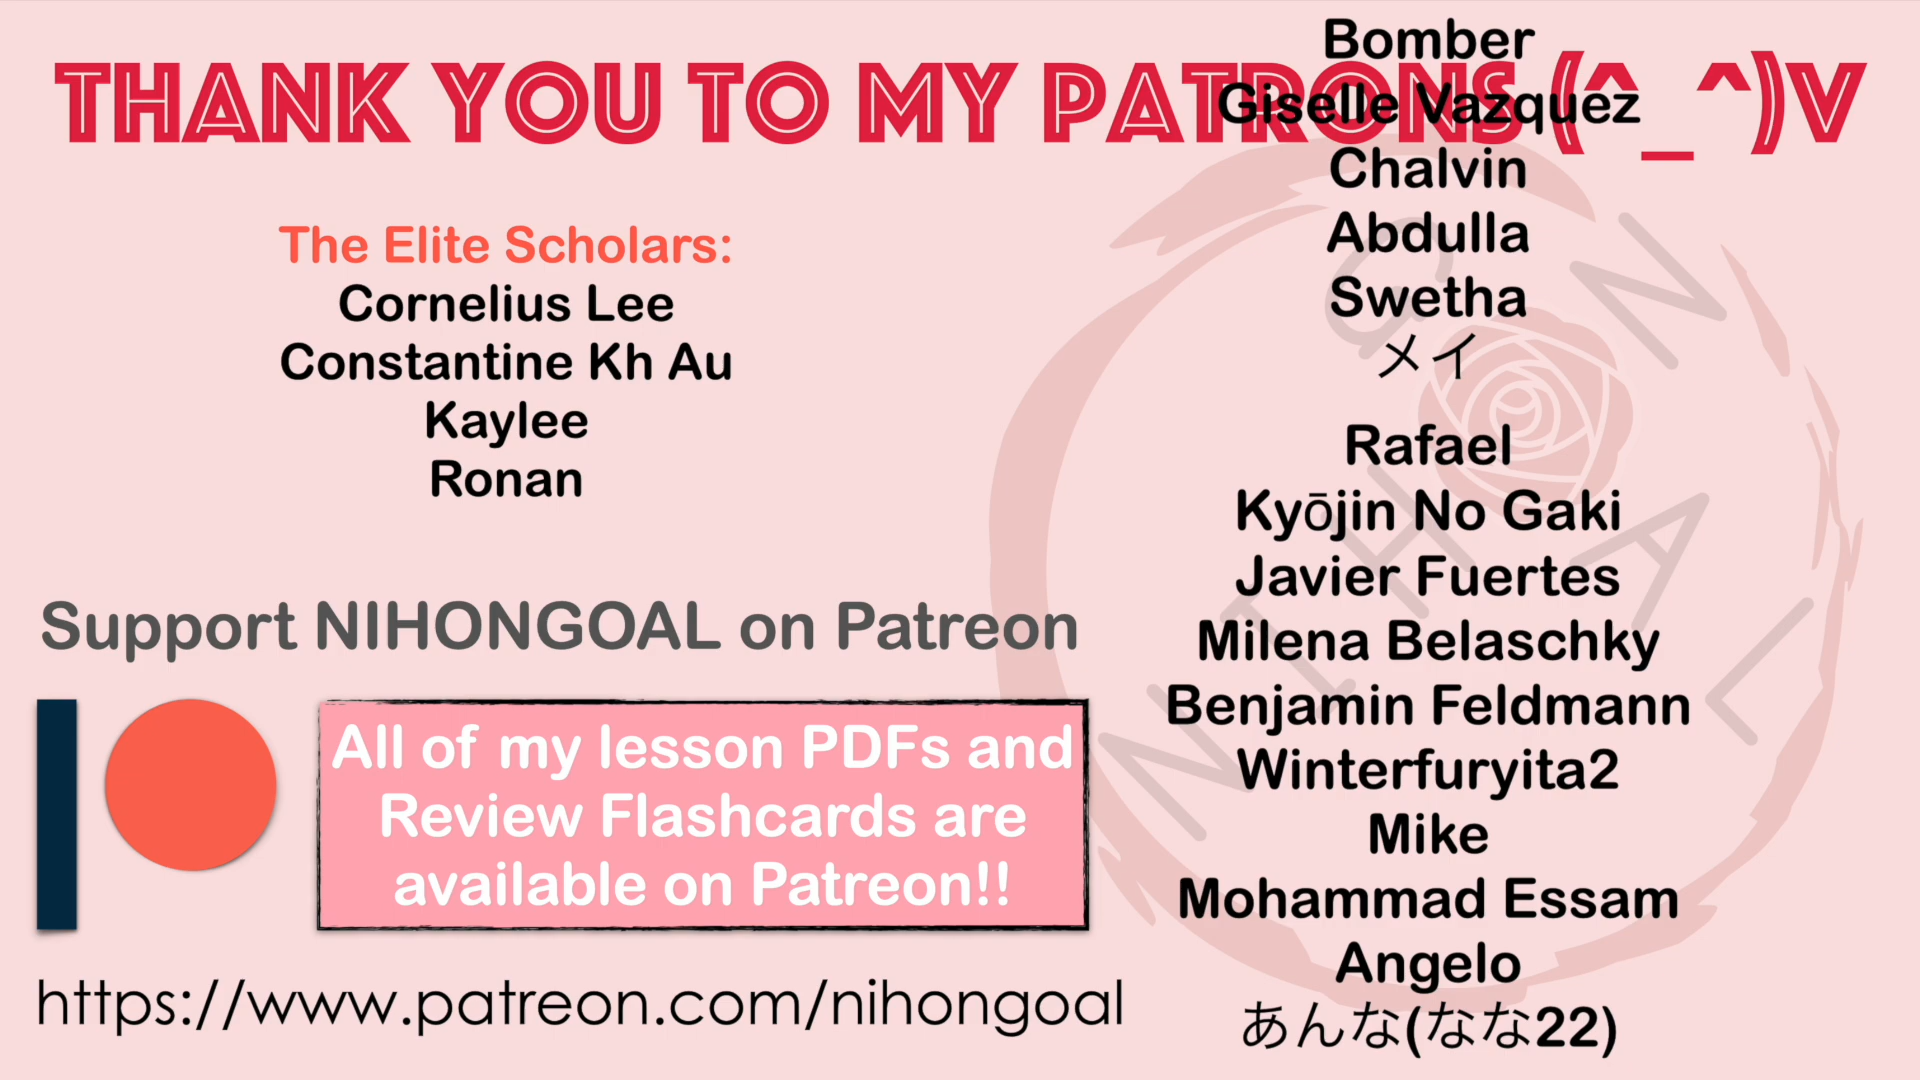 THANK YOU TO MY PATRONS (^_^)V
The Elite Scholars:
Cornelius Lee
Constantine Kh Au
Kaylee
Ronan
Support NIHONGOAL on Patreon
All of my lesson PDFs and
Review Flashcards are
available on Patreon!!
https://www.patreon.com/nihongoal
Bomber
Giselle Vazquez
Chalvin
Abdulla
Swetha
メイ
Rafael
Kyōjin No Gaki
Javier Fuertes
Milena Belaschky
Benjamin Feldmann
Winterfuryita2
Mike
Mohammad Essam
Angelo
あんな(なな22)
NIHON GOAL